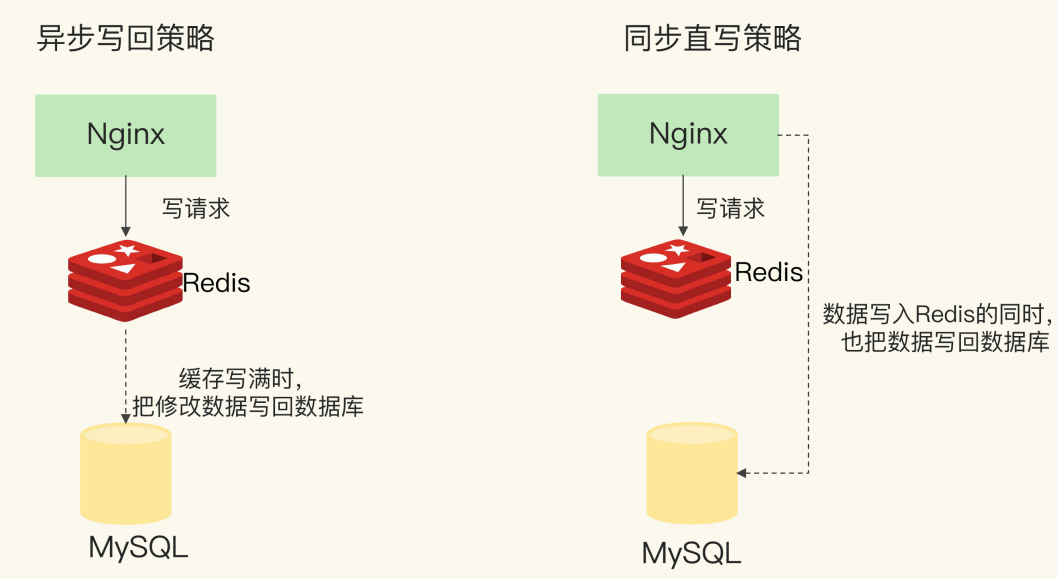 异步写回策略
Nginx
写请求
Redis
缓存写满时，
把修改数据写回数据库
MySQL
同步直写策略
Nginx
写请求
Redis
数据写入Redis的同时，
也把数据写回数据库
MySQL